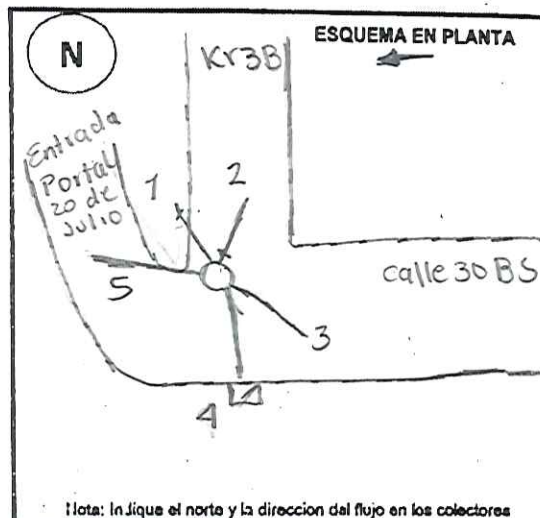 N
ESQUEMA EN PLANTA
Kr3B
Entrada
Portal
20 de
Julio
1
2
calle 30 BS
5
3
4
Nota: Indique el norte y la direccion del flujo en los colectores